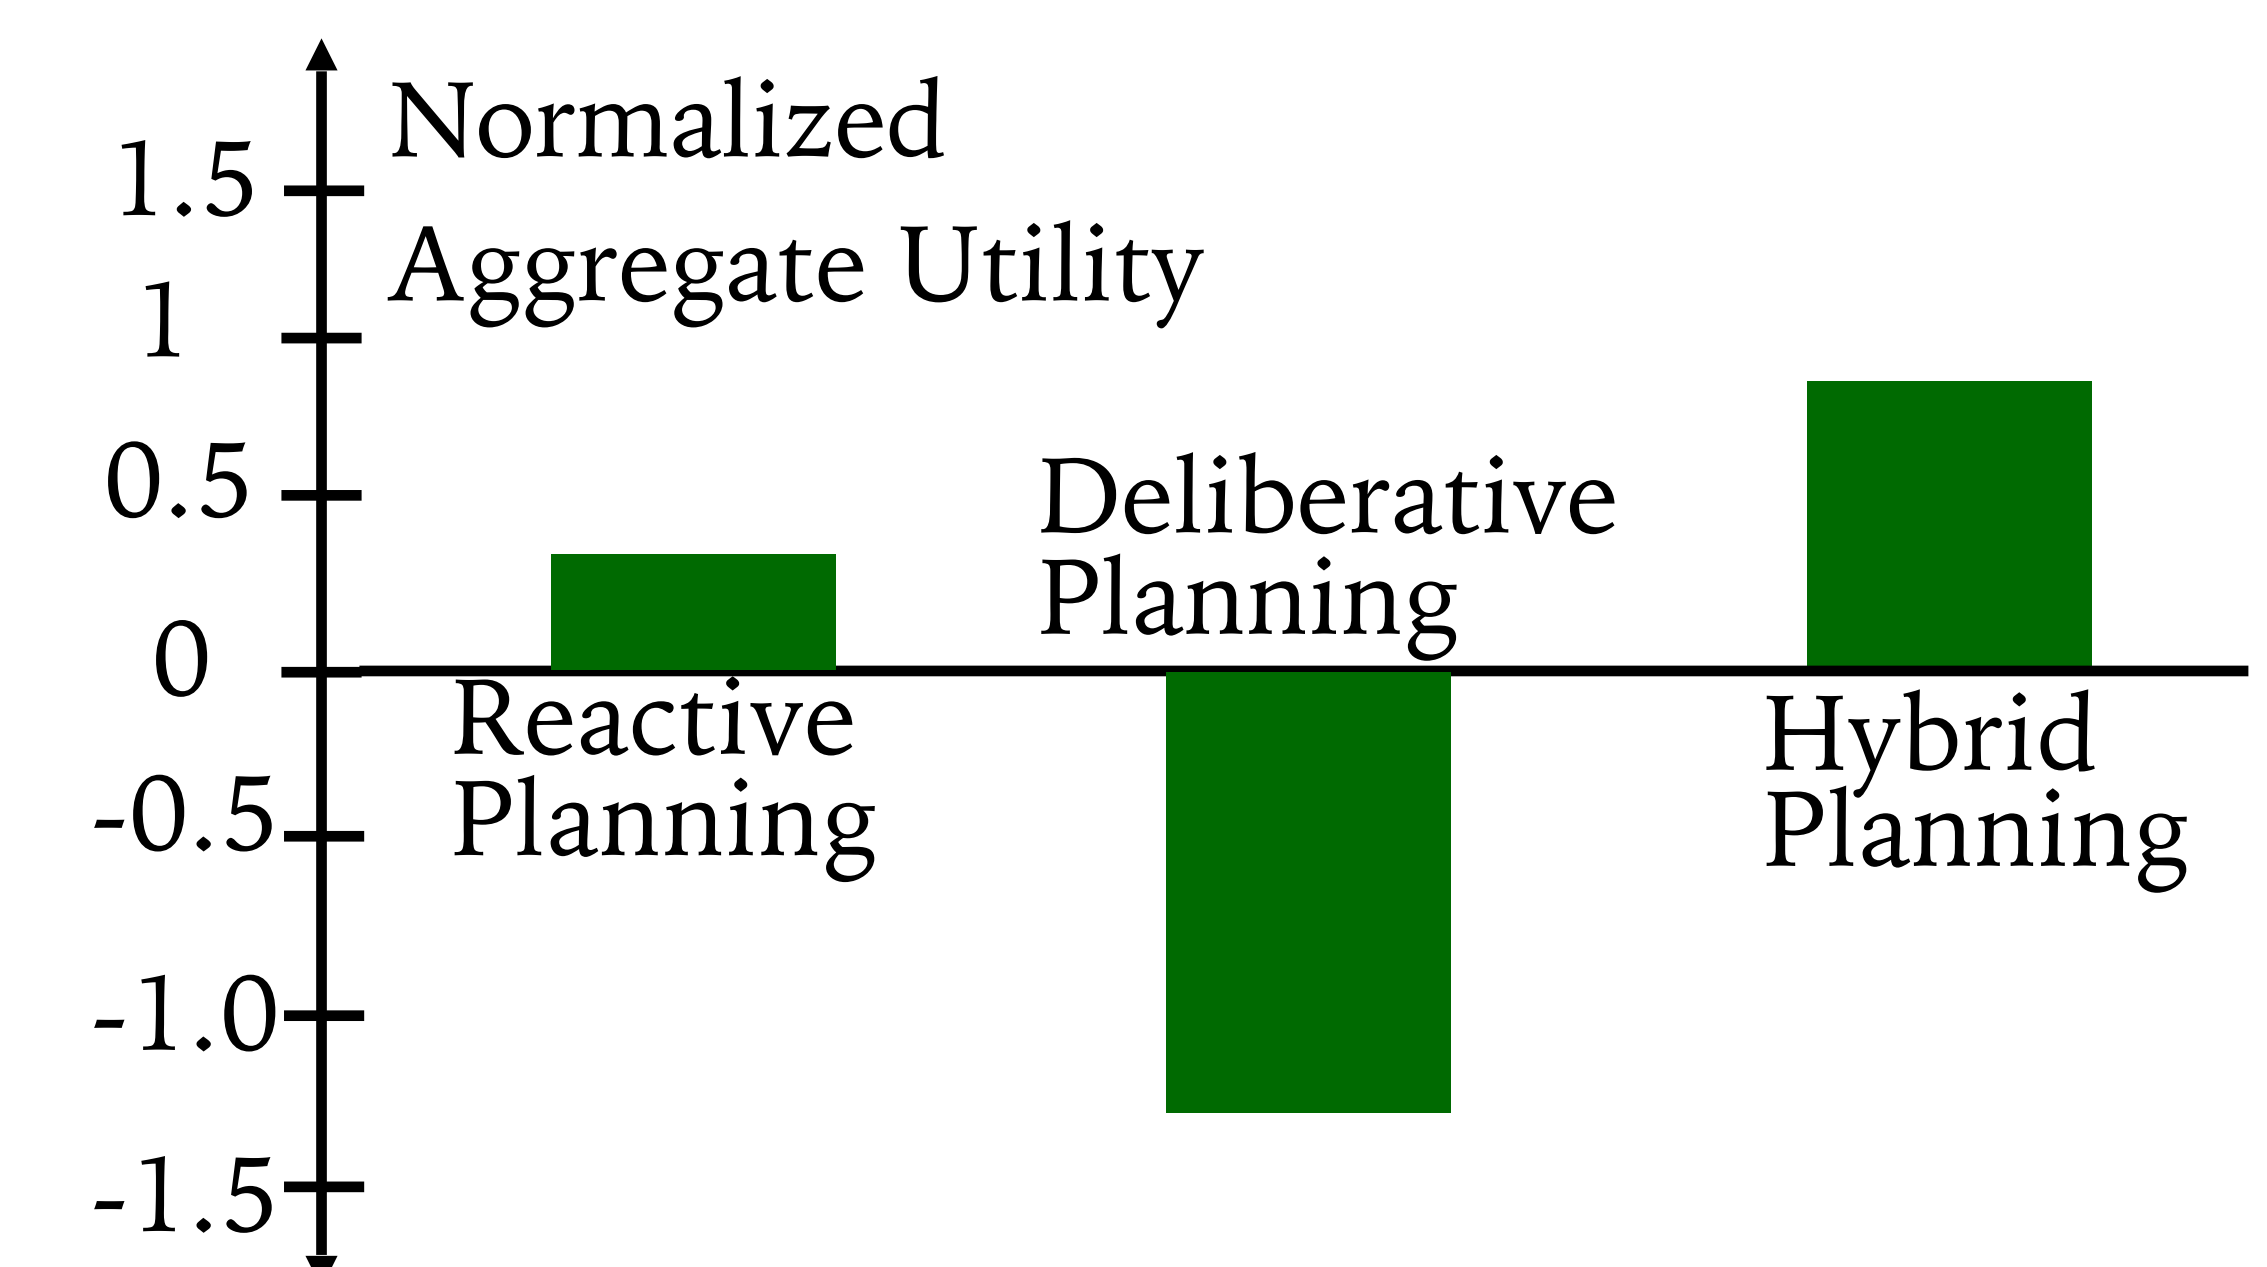 Normalized
Aggregate Utility
1.5
1
0.5
0
-0.5
-1.0
-1.5
Reactive
Planning
Deliberative
Planning
Hybrid
Planning